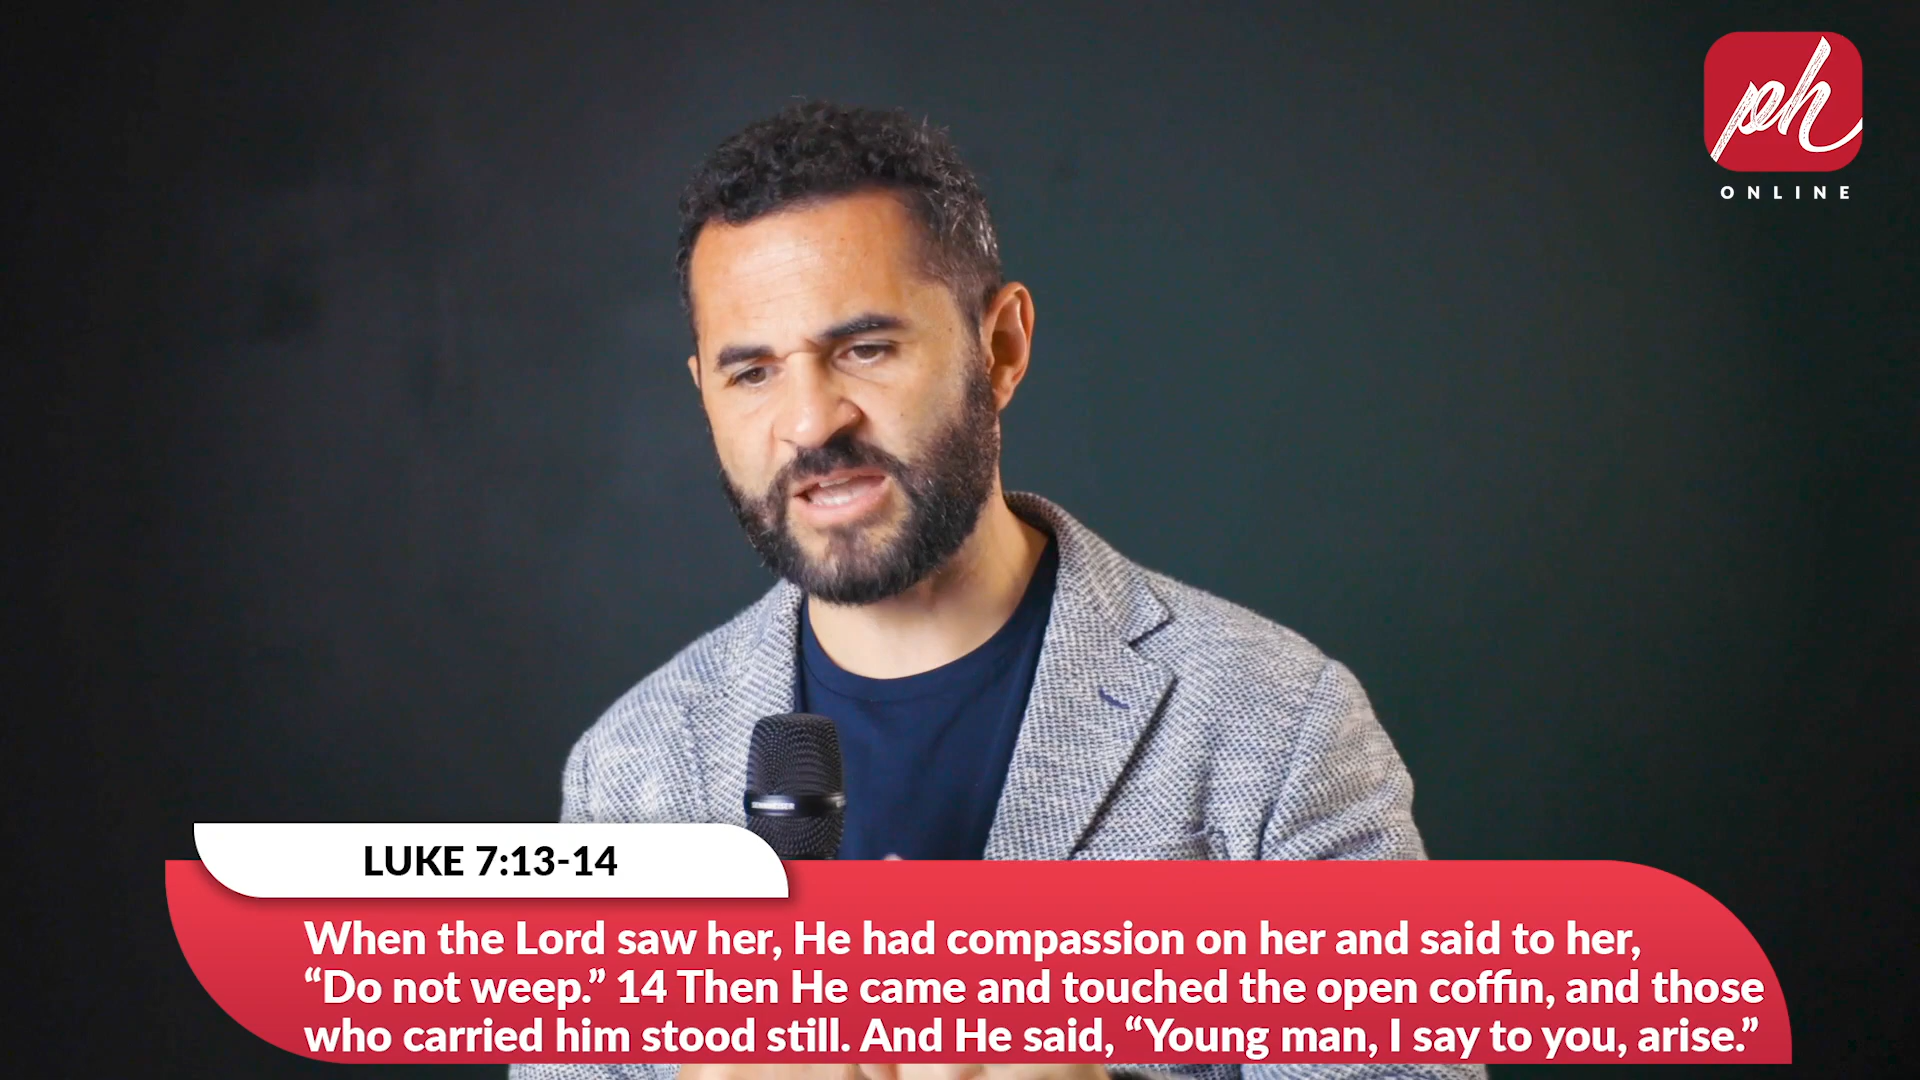 ph
ONLINE
SENNHEISER
LUKE 7:13-14
When the Lord saw her, He had compassion on her and said to her,
“Do not weep.” 14 Then He came and touched the open coffin, and those
who carried him stood still. And He said, “Young man, I say to you, arise.”